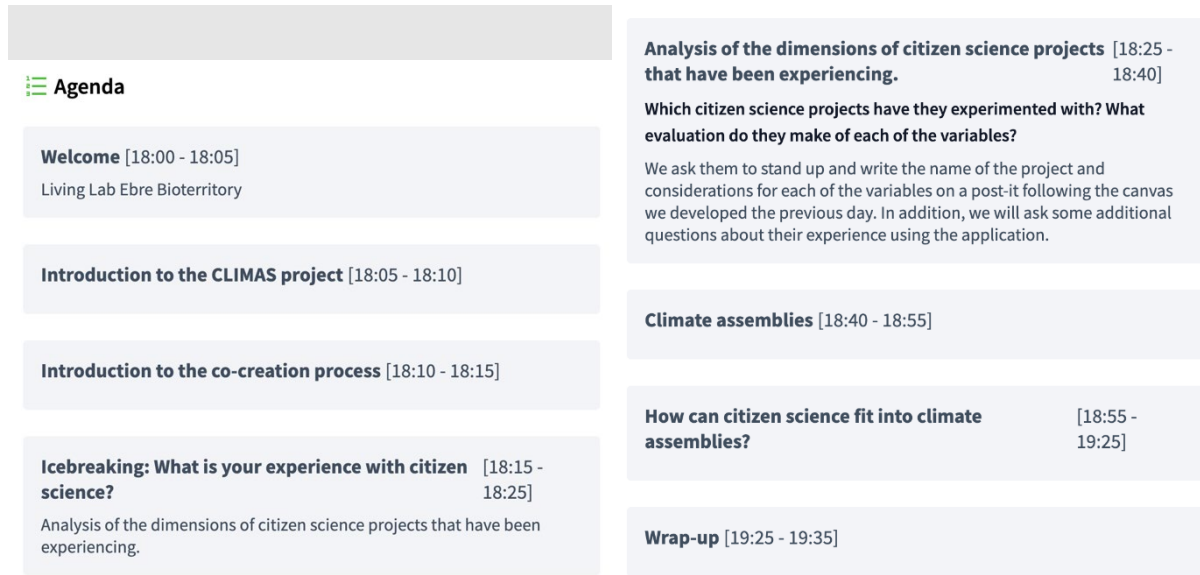 Agenda
Welcome [18:00 - 18:05]
Living Lab Ebre Bioterritory
Introduction to the CLIMAS project [18:05 - 18:10]
Introduction to the co-creation process [18:10 - 18:15]
Icebreaking: What is your experience with citizen [18:15 -
science? 18:25]
Analysis of the dimensions of citizen science projects that have been
experiencing.
Analysis of the dimensions of citizen science projects [18:25 -
that have been experiencing. 18:40]
Which citizen science projects have they experimented with? What
evaluation do they make of each of the variables?
We ask them to stand up and write the name of the project and
considerations for each of the variables on a post-it following the canvas
we developed the previous day. In addition, we will ask some additional
questions about their experience using the application.
Climate assemblies [18:40 - 18:55]
How can citizen science fit into climate [18:55 -
assemblies? 19:25]
Wrap-up [19:25 - 19:35]